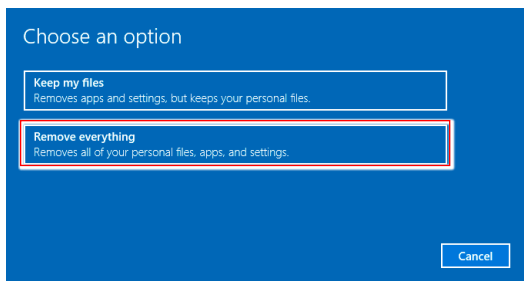 Choose an option
Keep my files
Removes apps and settings, but keeps your personal files.
Remove everything
Removes all of your personal files, apps, and settings.
Cancel